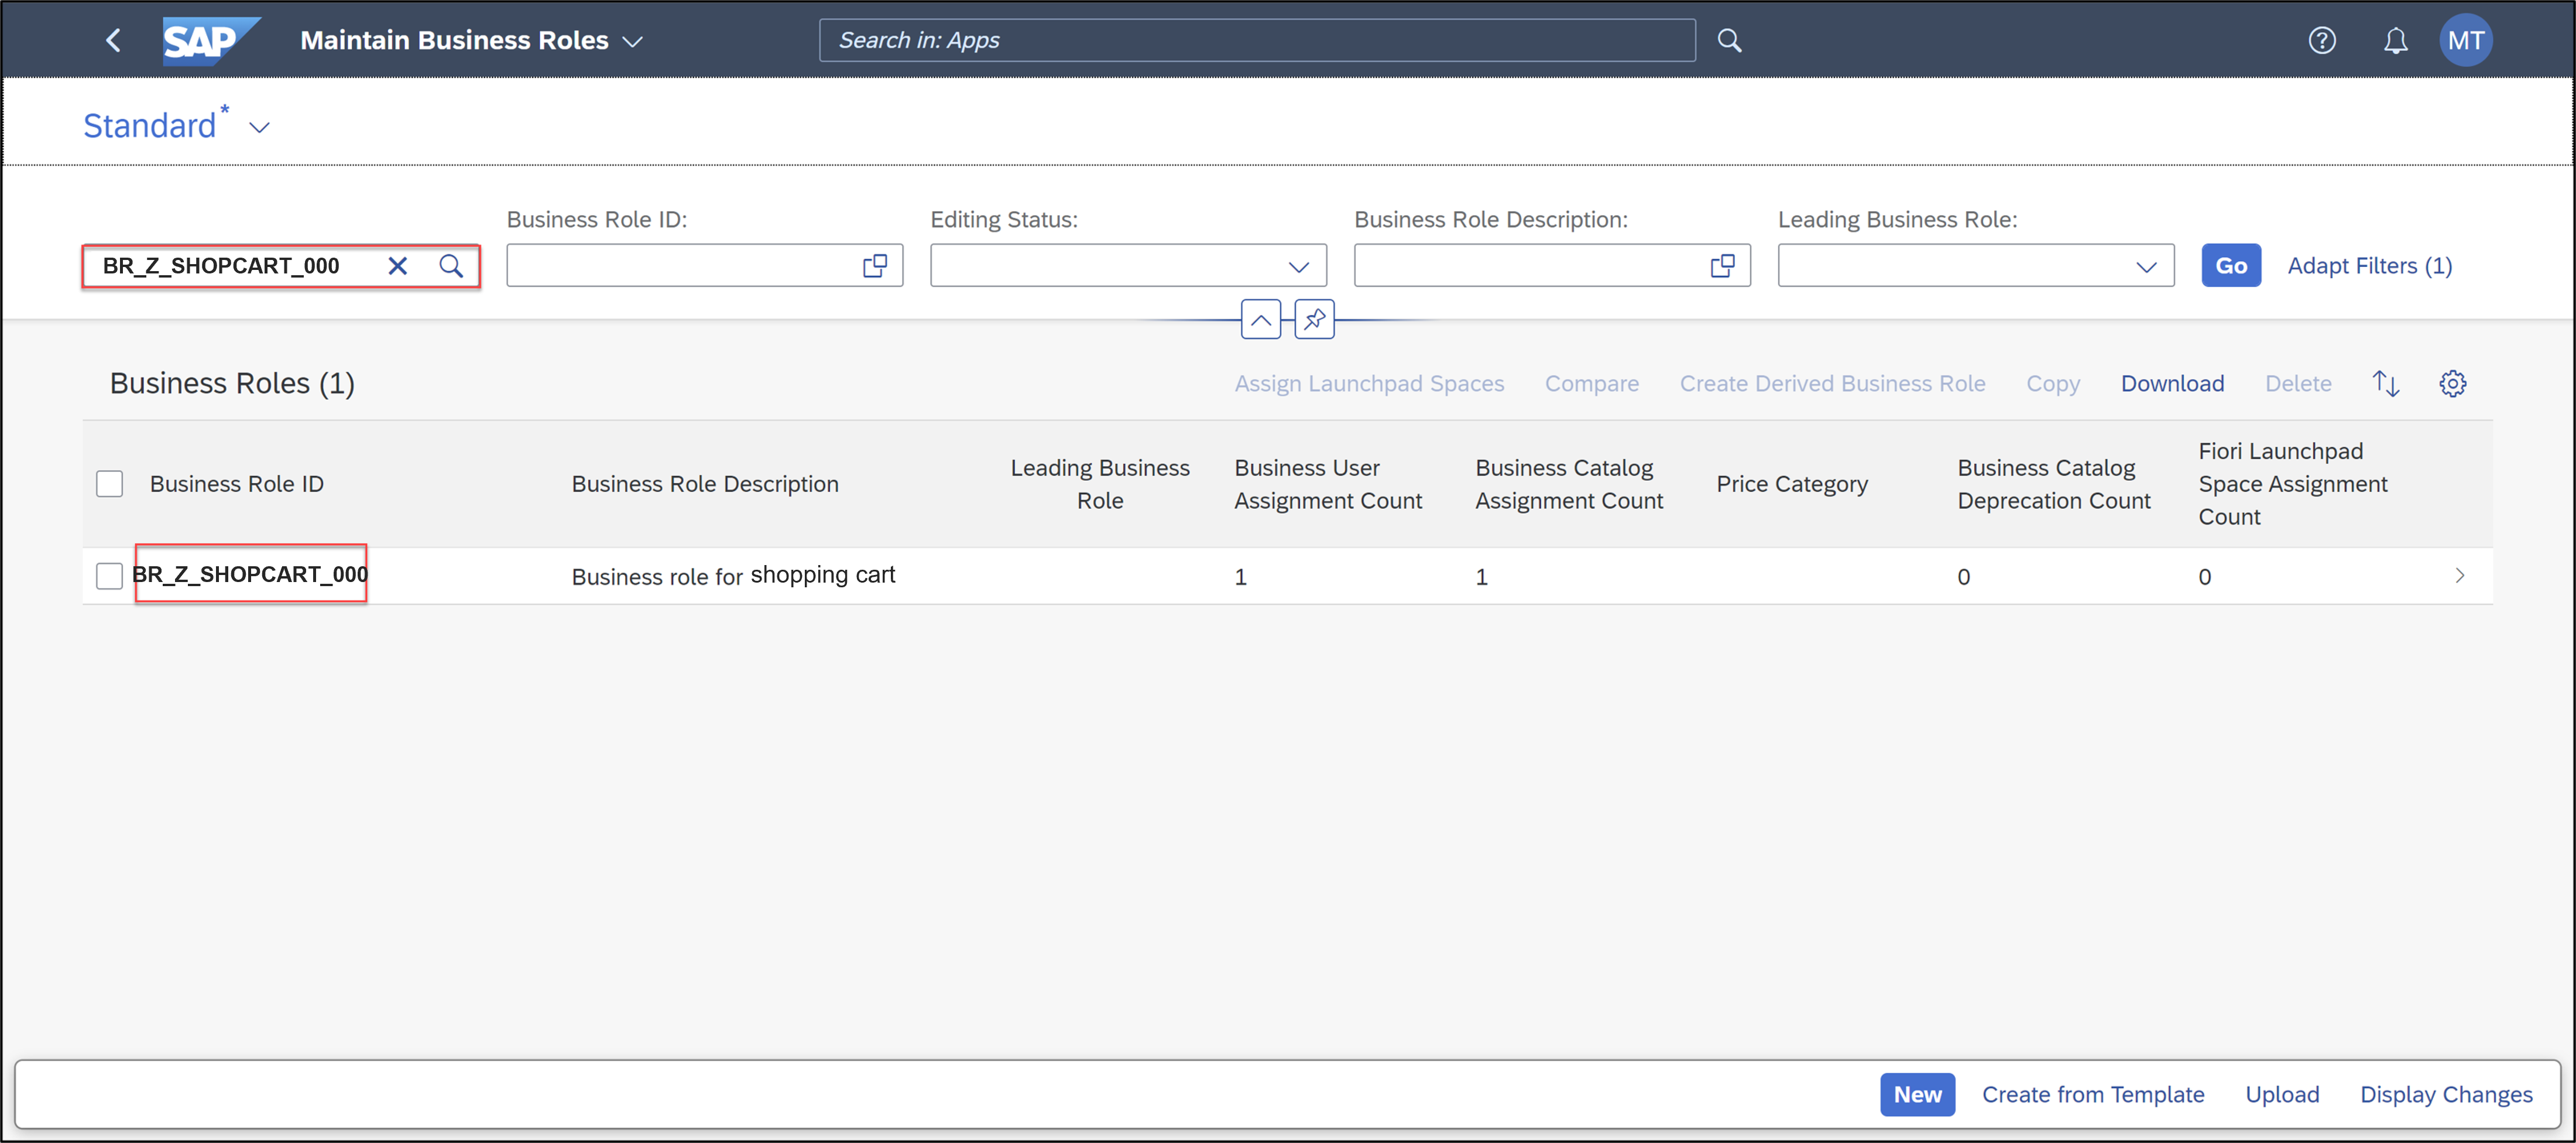 SAP Maintain Business Roles Search in: Apps MT
Standard*
Business Role ID: Editing Status: Business Role Description: Leading Business Role:
BR_Z_SHOPCART_000 Go Adapt Filters (1)
Business Roles (1) Assign Launchpad Spaces Compare Create Derived Business Role Copy Download Delete
Business Role ID Business Role Description Leading Business Role Business User Assignment Count Business Catalog Assignment Count Price Category Business Catalog Deprecation Count Fiori Launchpad Space Assignment Count
BR_Z_SHOPCART_000 Business role for shopping cart 1 1 0 0
New Create from Template Upload Display Changes